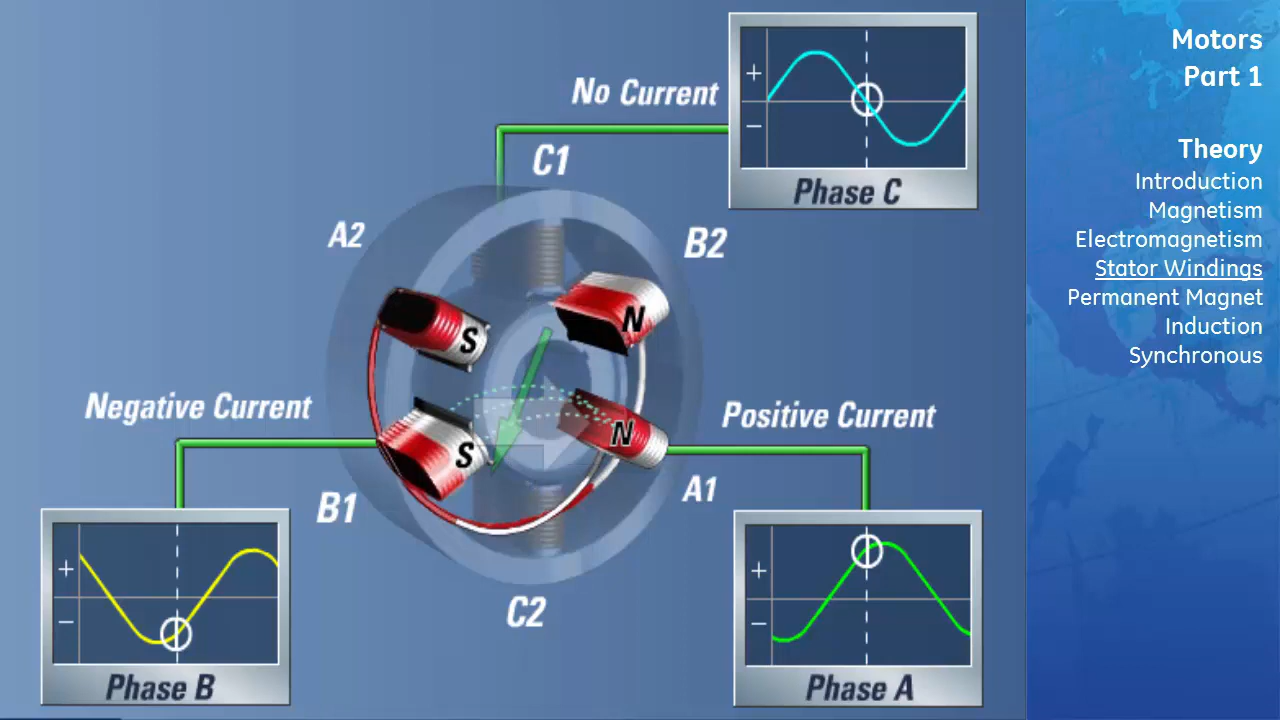 No Current
+
−
Phase C
C1
A2
B2
N
S
Negative Current
Positive Current
N
S
A1
B1
C2
+
−
Phase B
+
−
Phase A
Motors
Part 1
Theory
Introduction
Magnetism
Electromagnetism
Stator Windings
Permanent Magnet
Induction
Synchronous